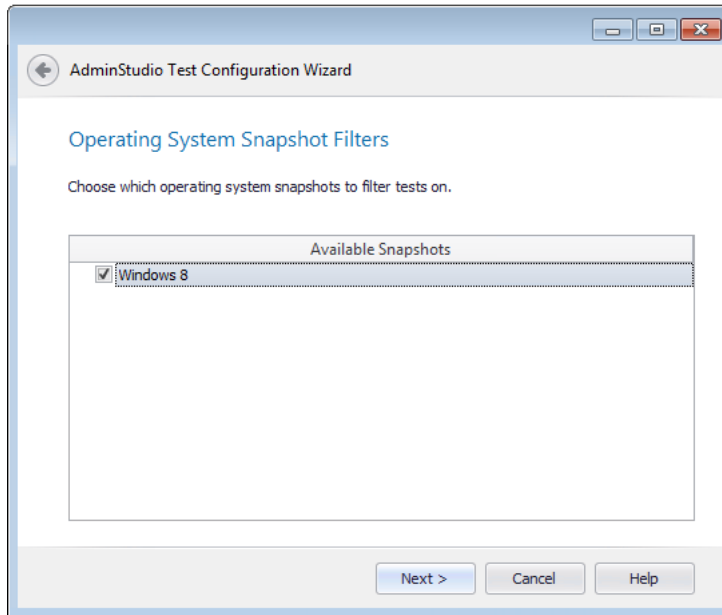 AdminStudio Test Configuration Wizard
Operating System Snapshot Filters
Choose which operating system snapshots to filter tests on.
Available Snapshots
Windows 8
Next >
Cancel
Help